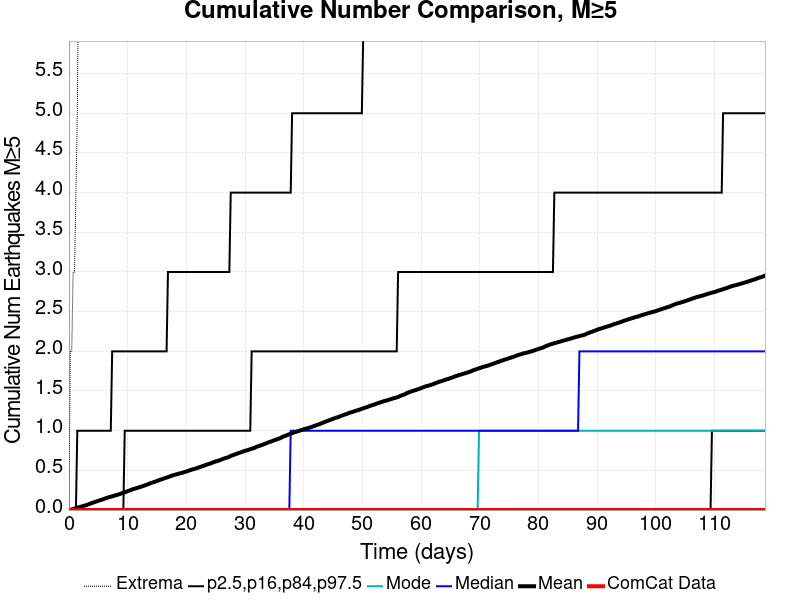 Cumulative Number Comparison, M≥5
Cumulative Num Earthquakes M≥5
5.5
5.0
4.5
4.0
3.5
3.0
2.5
2.0
1.5
1.0
0.5
0.0
0 10 20 30 40 50 60 70 80 90 100 110
Time (days)
Extrema p2.5,p16,p84,p97.5 Mode Median Mean ComCat Data